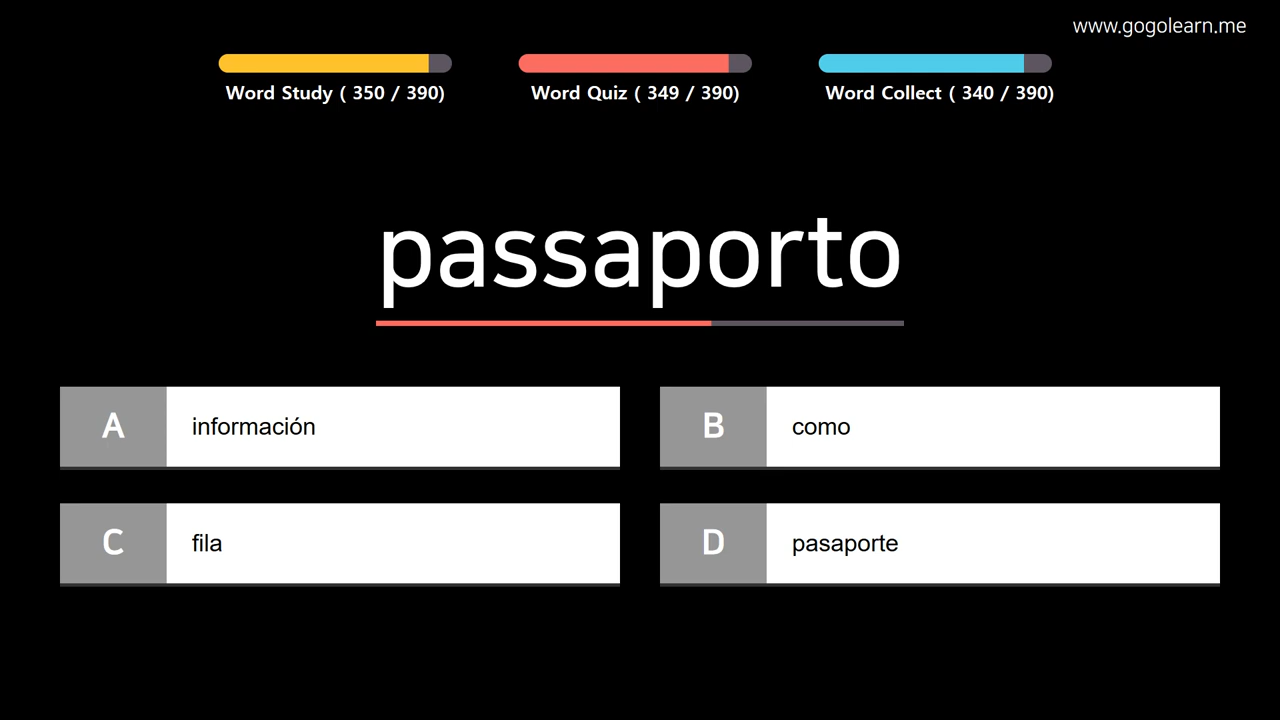 www.gogolearn.me
Word Study ( 350 / 390)
Word Quiz ( 349 / 390)
Word Collect ( 340 / 390)
passaporto
A
información
B
como
C
fila
D
pasaporte